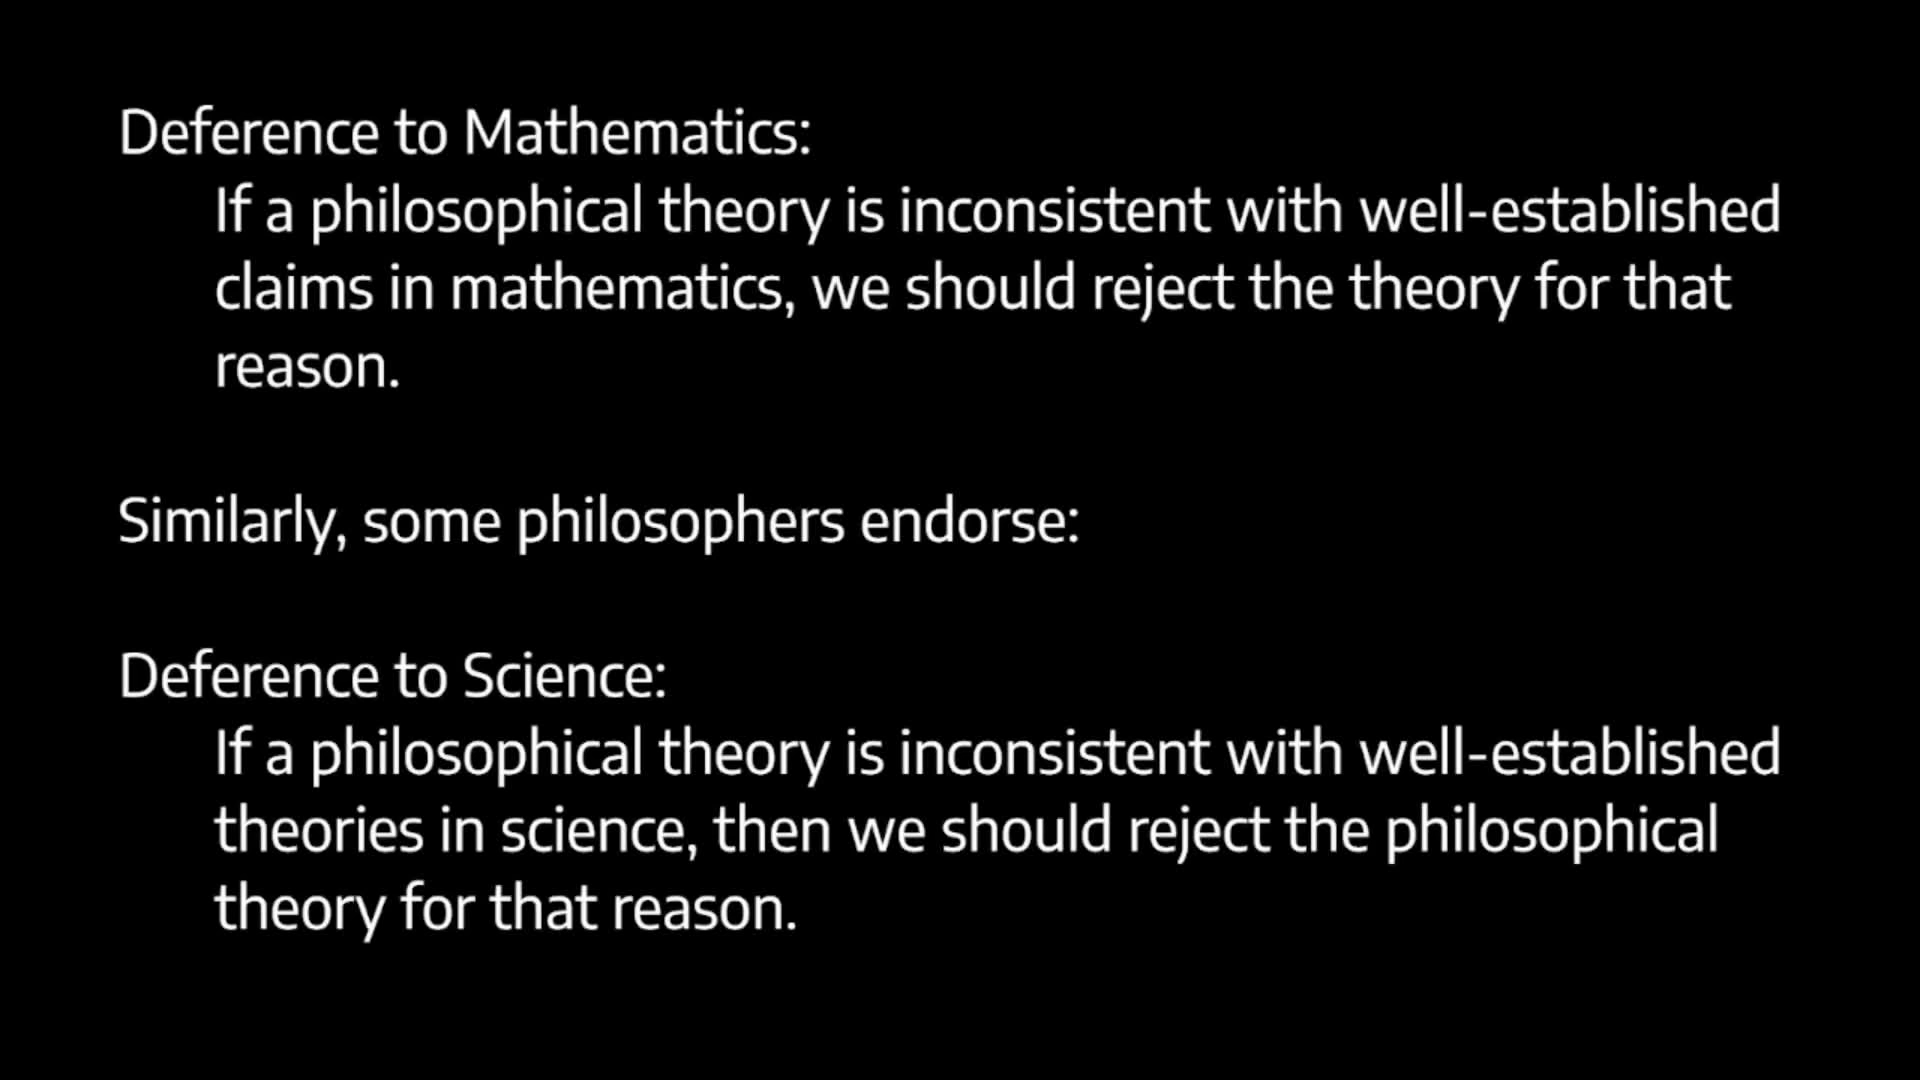 Deference to Mathematics:
If a philosophical theory is inconsistent with well-established
claims in mathematics, we should reject the theory for that
reason.
Similarly, some philosophers endorse:
Deference to Science:
If a philosophical theory is inconsistent with well-established
theories in science, then we should reject the philosophical
theory for that reason.